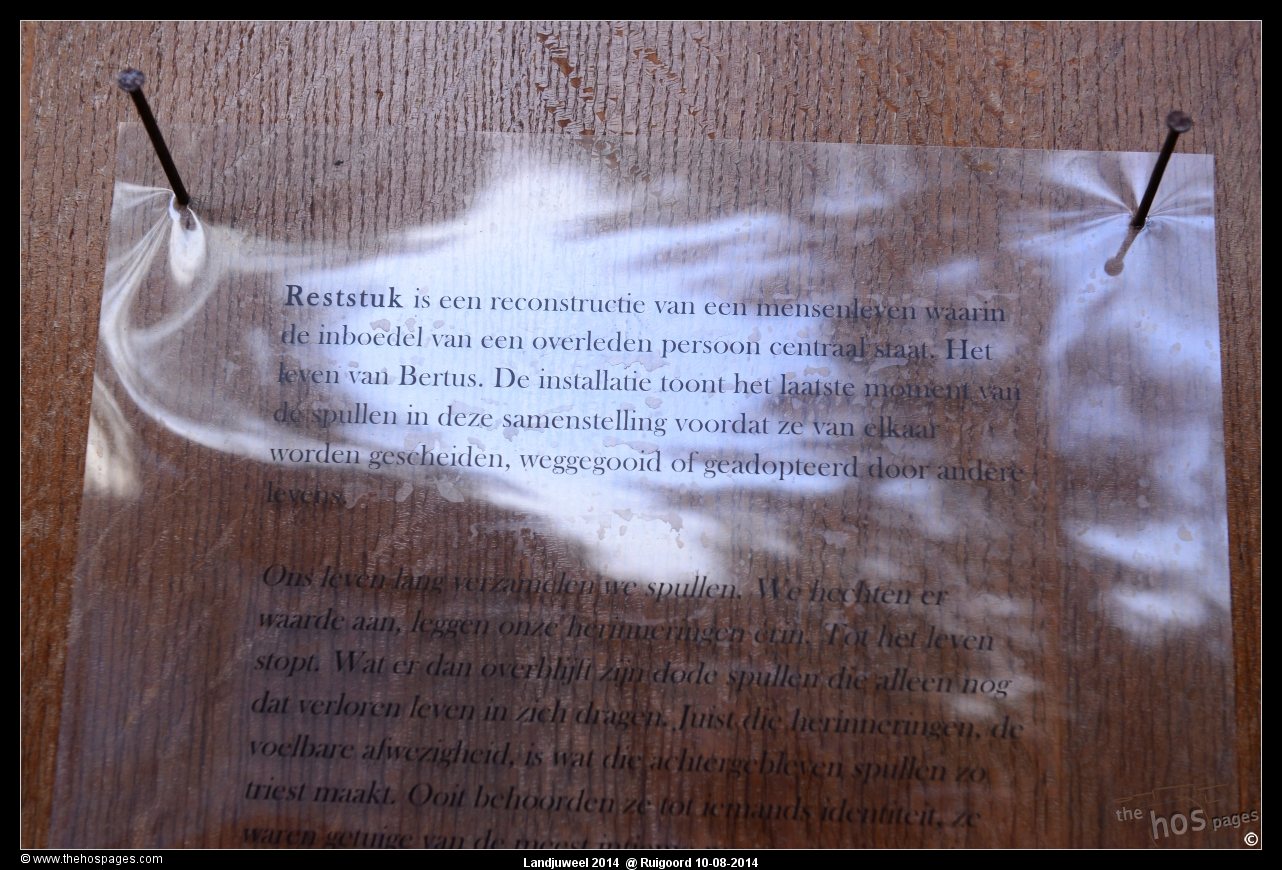 Reststuk is een reconstructie van een mensenleven waarin
de inboedel van een overleden persoon centraal staat. Het
leven van Bertus. De installatie toont het laatste moment van
de spullen in deze samenstelling voordat ze van elkaar
worden gescheiden, weggegooid of geadopteerd door andere
levens.
Ons leven lang verzamelen we spullen. We hechten er
waarde aan, leggen onze herinneringen erin. Tot het leven
stopt. Wat er dan overblijft zijn dode spullen die alleen nog
dat verloren leven in zich dragen. Juist die herinneringen, de
voelbare afwezigheid, is wat die achtergebleven spullen zo
triest maakt. Ooit behoorden ze tot iemands identiteit, ze
waren getuige van de meest
the hos pages
©
© www.thehospages.com
Landjuweel 2014 @ Ruigoord 10-08-2014